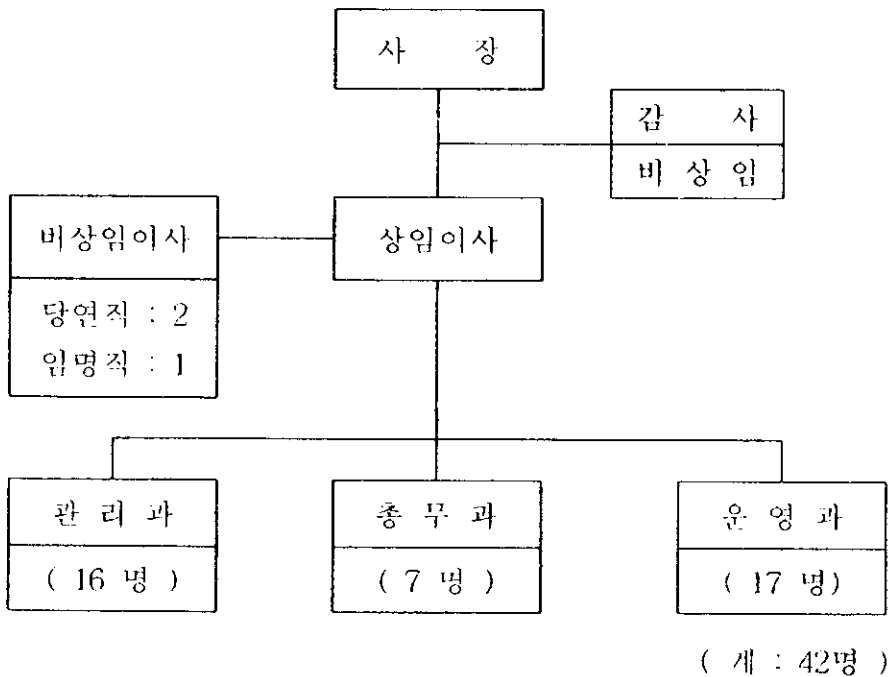 사 장
감 사
비 상 임
비상임이사
당연직 : 2
임명직 : 1
상임이사
관 리 과
( 16 명 )
총 무 과
( 7 명 )
운 영 과
( 17 명)
( 계 : 42명 )